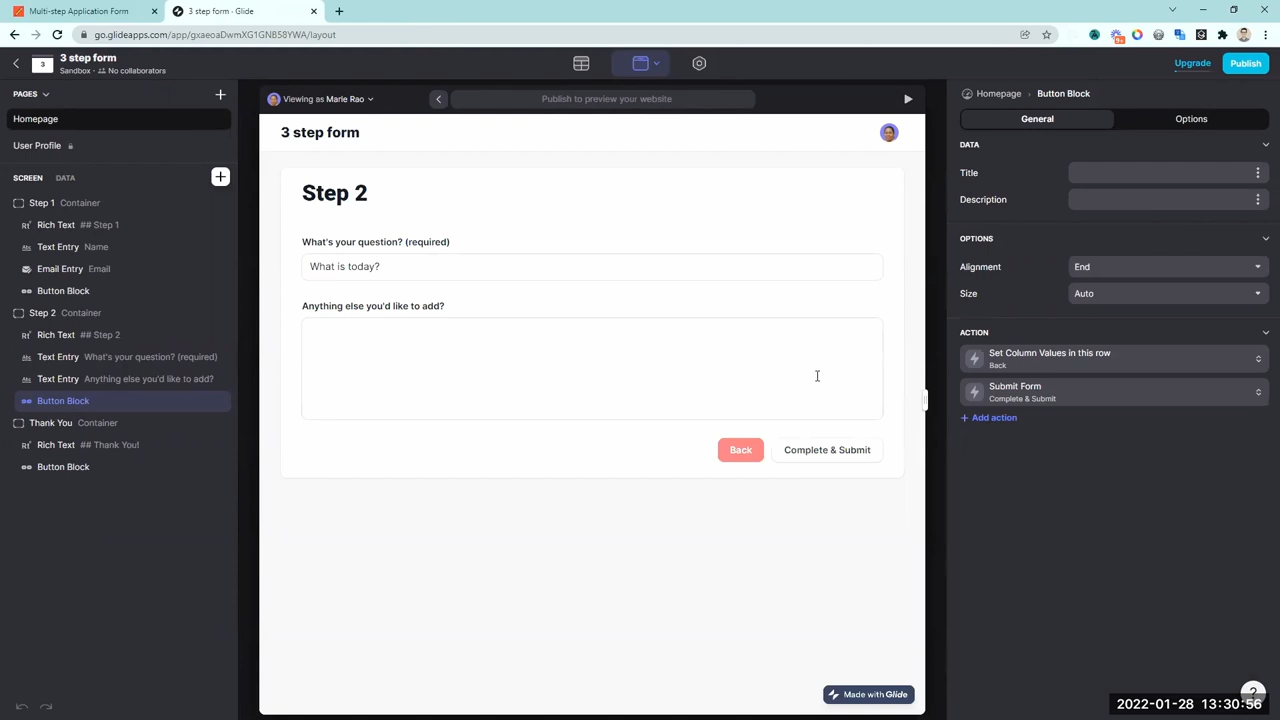 Multi-step Application Form
3 step form - Glide
go.glideapps.com/app/gxaeoaDwmXG1GNB58YWA/layout
3
3 step form
Sandbox · No collaborators
Upgrade
Publish
PAGES
Homepage
User Profile
SCREEN
DATA
Step 1 Container
Rich Text ## Step 1
Text Entry Name
Email Entry Email
Button Block
Step 2 Container
Rich Text ## Step 2
Text Entry What's your question? (required)
Text Entry Anything else you'd like to add?
Button Block
Thank You Container
Rich Text ## Thank You!
Button Block
Viewing as Marie Rao
Publish to preview your website
3 step form
Step 2
What's your question? (required)
What is today?
Anything else you'd like to add?
Back
Complete & Submit
Made with Glide
Homepage
Button Block
General
Options
DATA
Title
Description
OPTIONS
Alignment
End
Size
Auto
ACTION
Set Column Values in this row
Back
Submit Form
Complete & Submit
+ Add action
?
2022-01-28 13:30:56